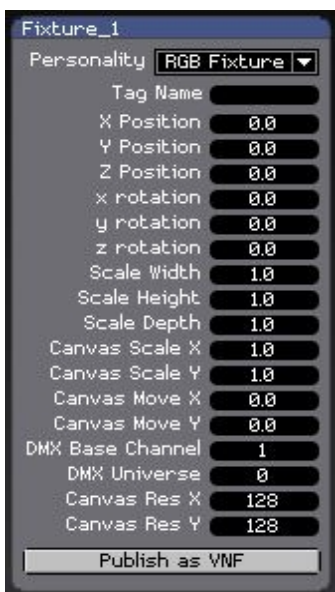 Fixture_1
Personality RGB Fixture
Tag Name
X Position 0.0
Y Position 0.0
Z Position 0.0
x rotation 0.0
y rotation 0.0
z rotation 0.0
Scale Width 1.0
Scale Height 1.0
Scale Depth 1.0
Canvas Scale X 1.0
Canvas Scale Y 1.0
Canvas Move X 0.0
Canvas Move Y 0.0
DMX Base Channel 1
DMX Universe 0
Canvas Res X 128
Canvas Res Y 128
Publish as VNF